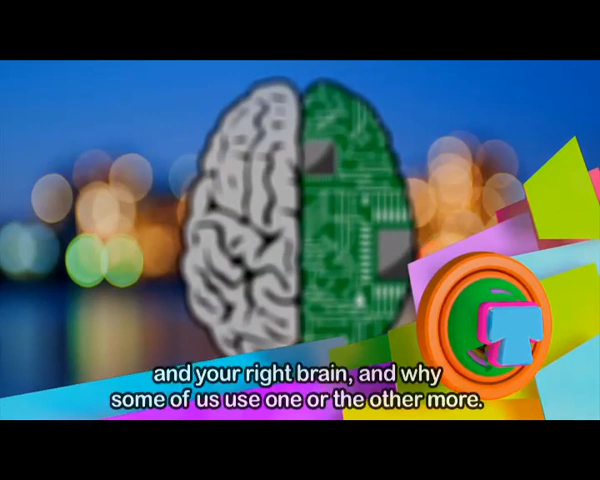 and your right brain, and why
some of us use one or the other more.